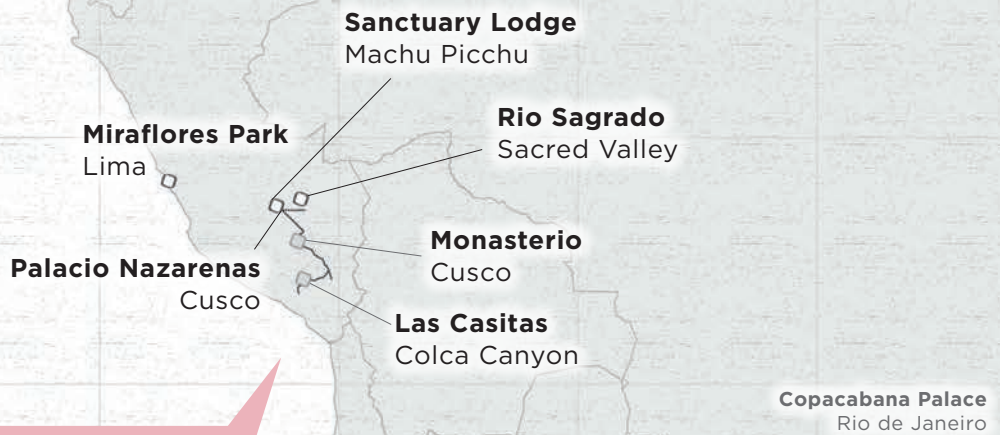 Sanctuary Lodge
Machu Picchu
Rio Sagrado
Sacred Valley
Miraflores Park
Lima
Monasterio
Cusco
Palacio Nazarenas
Cusco
Las Casitas
Colca Canyon
Copacabana Palace
Rio de Janeiro